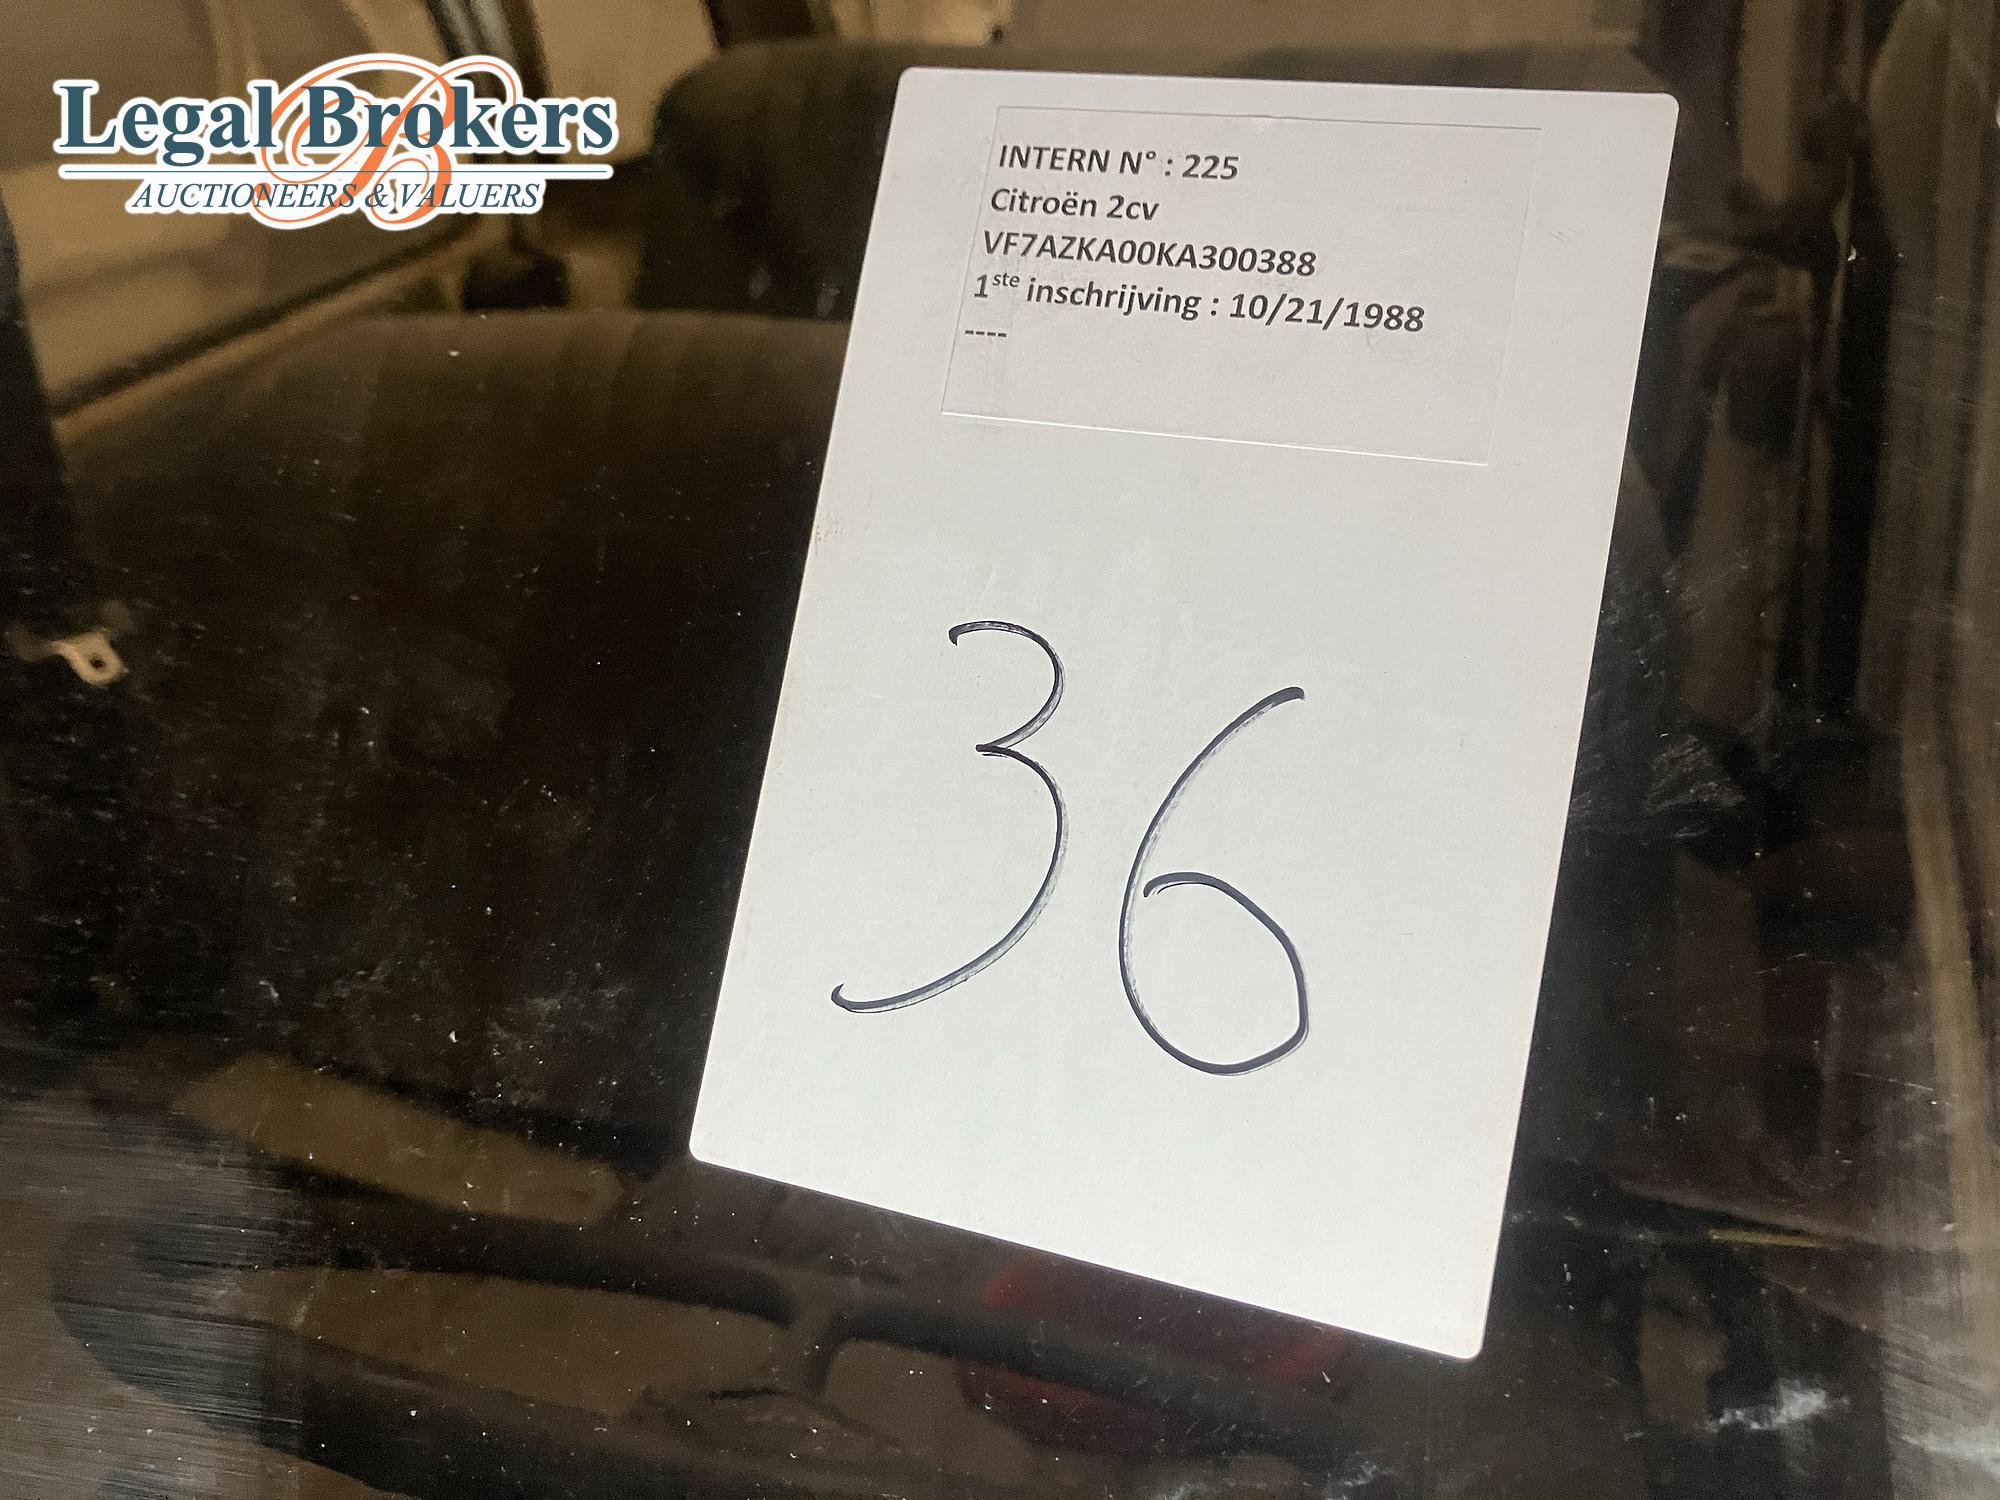 Legal Brokers
AUCTIONEERS & VALUERS
INTERN N° : 225
Citroën 2cv
VF7AZKA00KA300388
1ste inschrijving : 10/21/1988
----
36